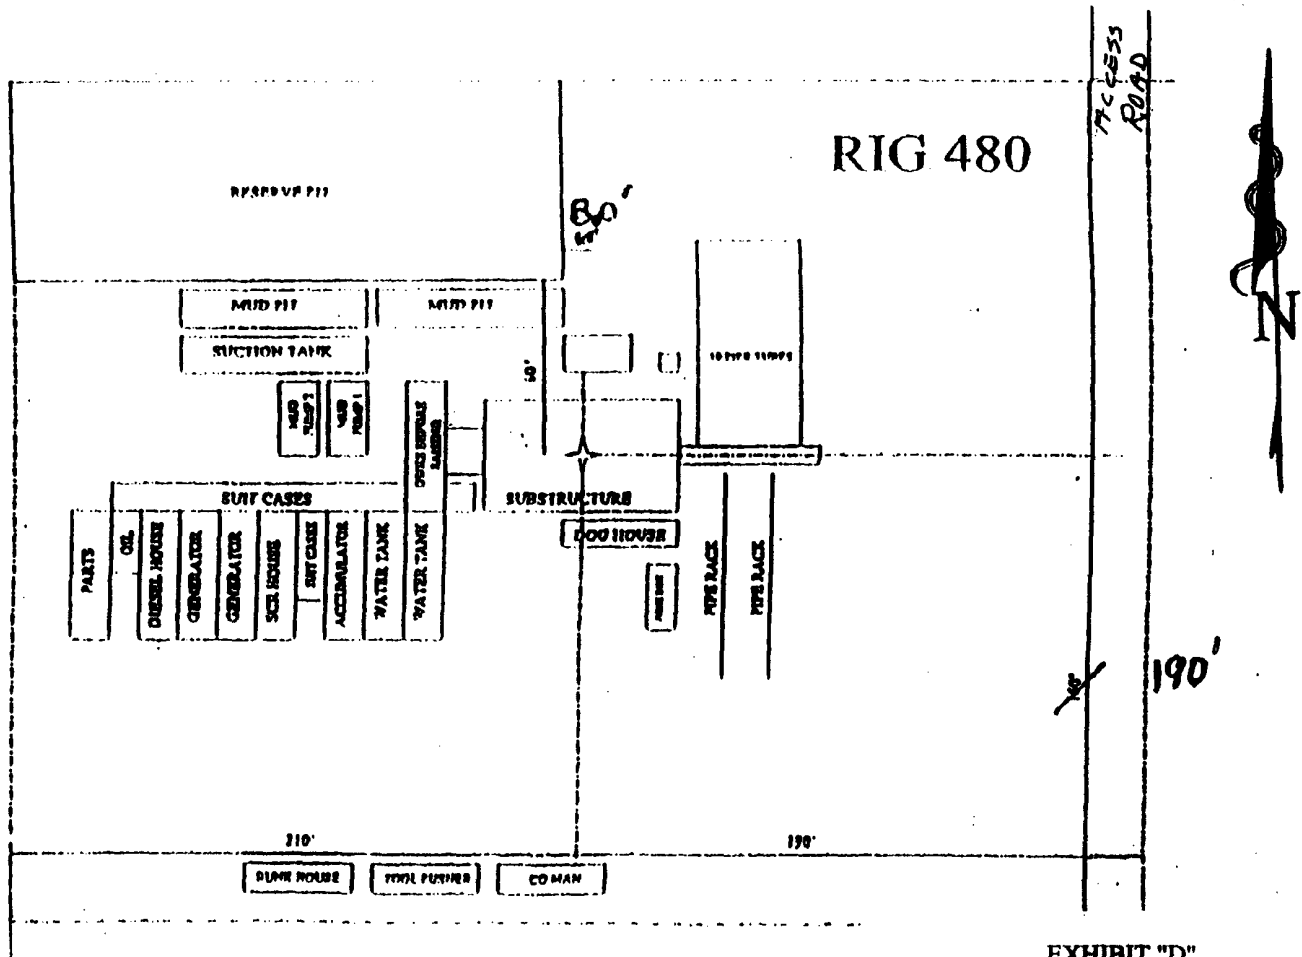 ACCESS
ROAD
RIG 480
RESERVE PIT
80'
N
MUD PIT
MUD PIT
SUCTION TANK
60'
MUD
PUMP 2
MUD
PUMP 1
SUIT CASES
SUBSTRUCTURE
DOG HOUSE
PARTS
OIL
DIESEL HOUSE
GENERATOR
GENERATOR
SCR HOUSE
SUIT CASES
ACCUMULATOR
WATER TANK
WATER TANK
PIPE RACK
PIPE RACK
190'
210'
190'
BUNK HOUSE
TOOL PUSHER
CO MAN
EXHIBIT "D"